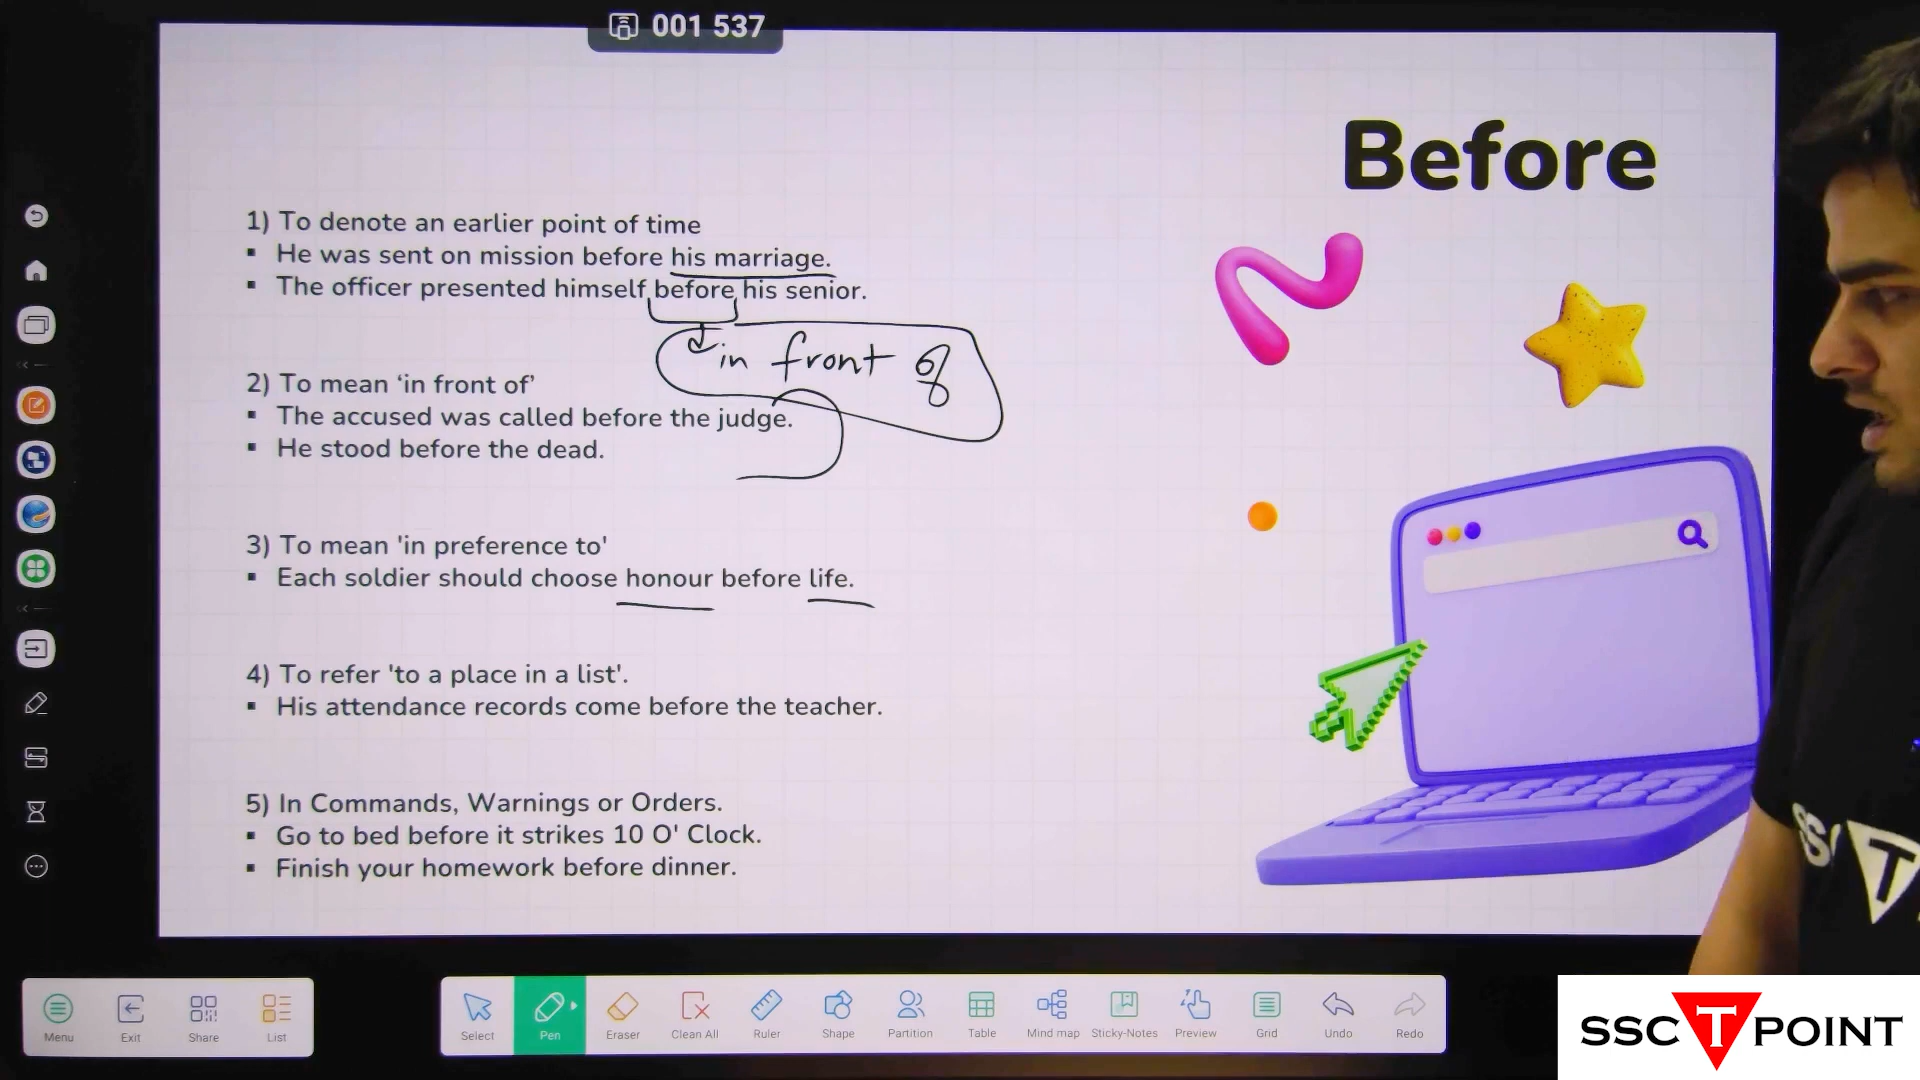 001 537
Before
1) To denote an earlier point of time
▪ He was sent on mission before his marriage.
▪ The officer presented himself before his senior.
in front of
2) To mean ‘in front of’
▪ The accused was called before the judge.
▪ He stood before the dead.
3) To mean 'in preference to'
▪ Each soldier should choose honour before life.
4) To refer 'to a place in a list'.
▪ His attendance records come before the teacher.
5) In Commands, Warnings or Orders.
▪ Go to bed before it strikes 10 O' Clock.
▪ Finish your homework before dinner.
Menu Exit Share List
Select Pen Eraser Clean All Ruler Shape Partition Table Mind map Sticky-Notes Preview Grid Undo Redo
SSC T POINT